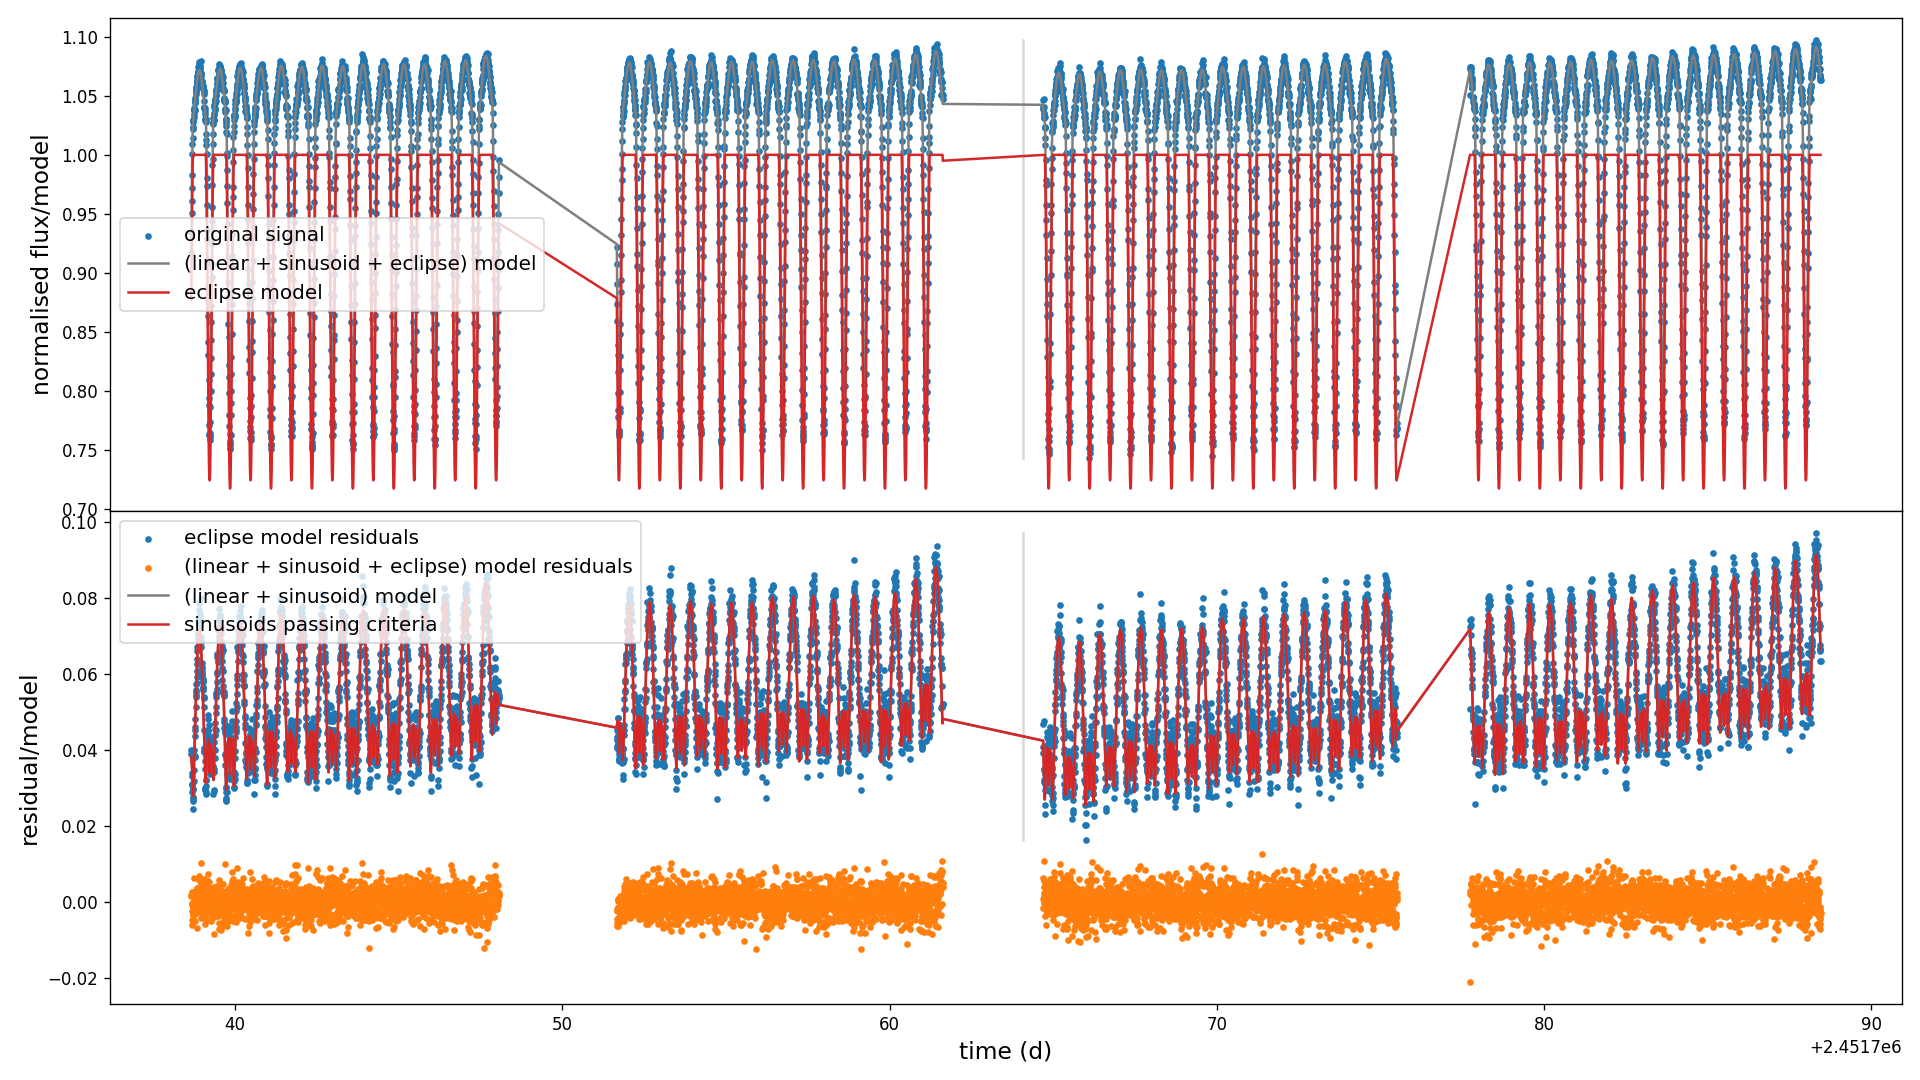 1.10
1.05
1.00
0.95
0.90
0.85
0.80
0.75
0.70
normalised flux/model
original signal
(linear + sinusoid + eclipse) model
eclipse model
0.10
0.08
0.06
0.04
0.02
0.00
−0.02
residual/model
eclipse model residuals
(linear + sinusoid + eclipse) model residuals
(linear + sinusoid) model
sinusoids passing criteria
40 50 60 70 80 90
time (d)
+2.4517e6